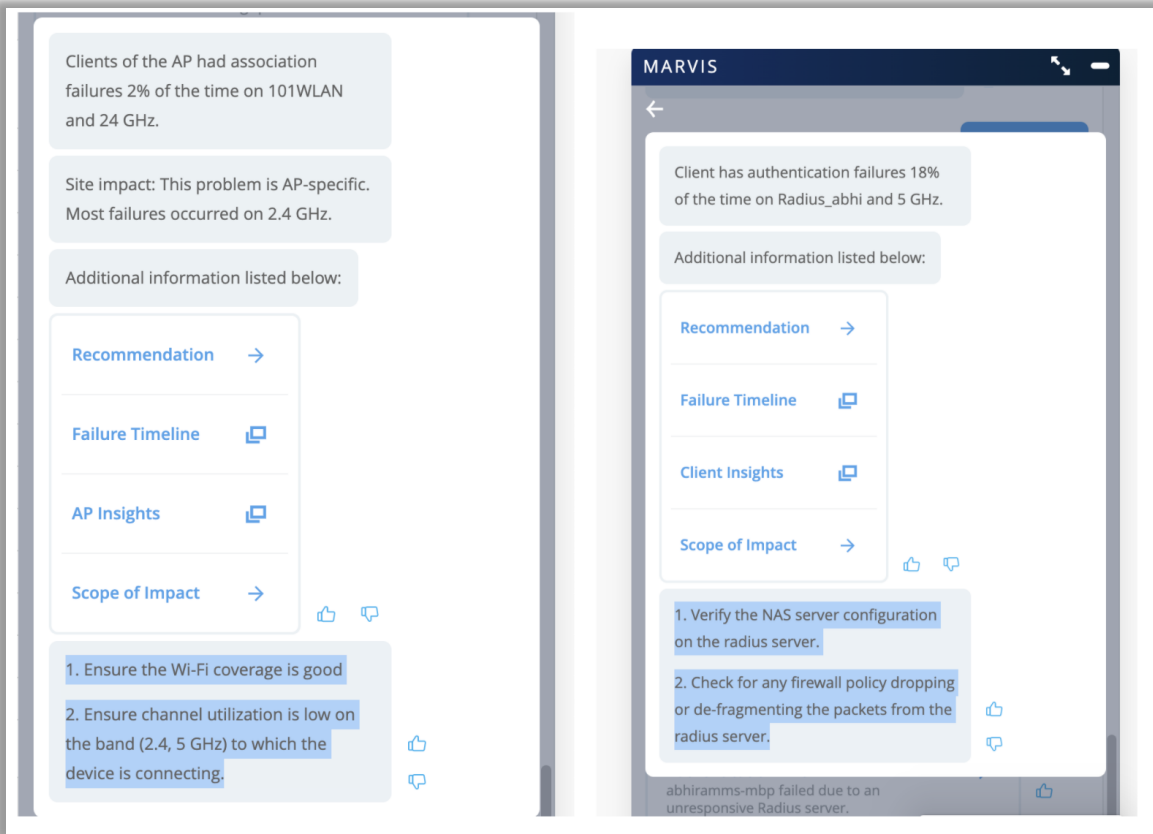 Clients of the AP had association
failures 2% of the time on 101WLAN
and 24 GHz.
Site impact: This problem is AP-specific.
Most failures occurred on 2.4 GHz.
Additional information listed below:
Recommendation
Failure Timeline
AP Insights
Scope of Impact
1. Ensure the Wi-Fi coverage is good
2. Ensure channel utilization is low on
the band (2.4, 5 GHz) to which the
device is connecting.
MARVIS
Client has authentication failures 18%
of the time on Radius_abhi and 5 GHz.
Additional information listed below:
Recommendation
Failure Timeline
Client Insights
Scope of Impact
1. Verify the NAS server configuration
on the radius server.
2. Check for any firewall policy dropping
or de-fragmenting the packets from the
radius server.
abhiramms-mbp failed due to an
unresponsive Radius server.